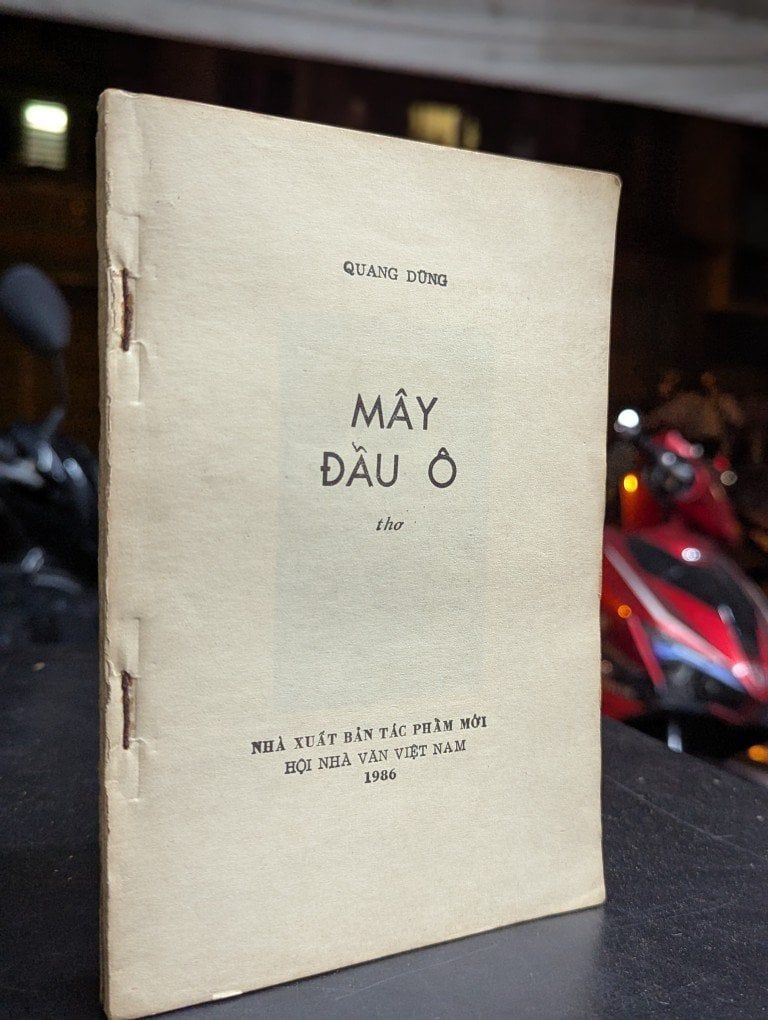 QUANG DŨNG
MÂY
ĐẦU Ô
thơ
NHÀ XUẤT BẢN TÁC PHẨM MỚI
HỘI NHÀ VĂN VIỆT NAM
1986